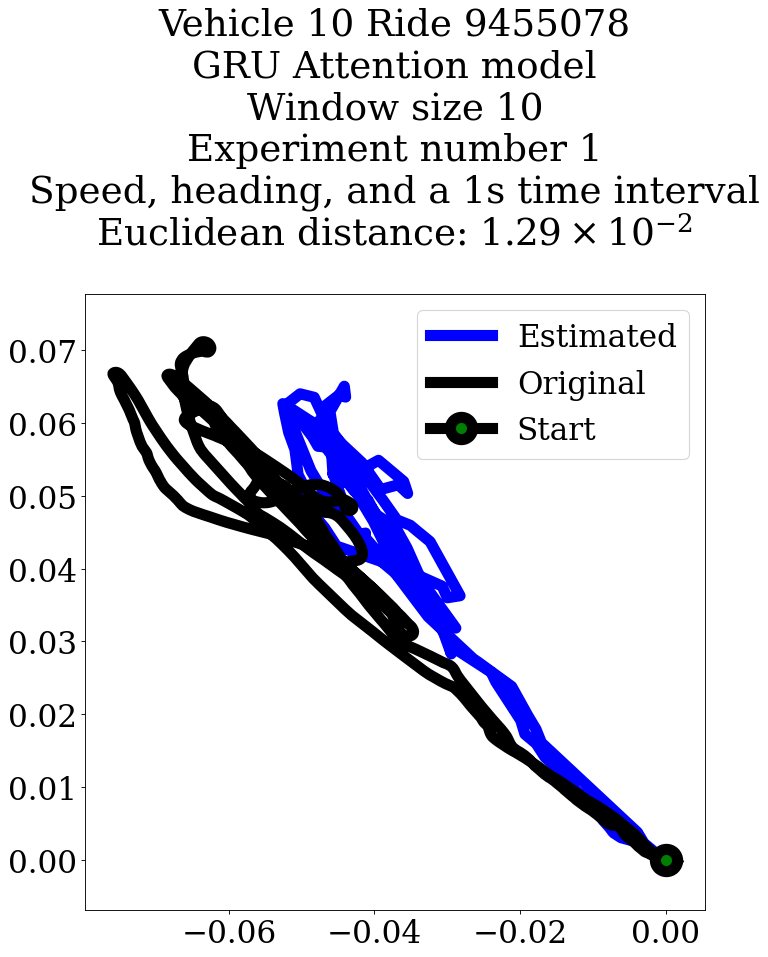 Vehicle 10 Ride 9455078
GRU Attention model
Window size 10
Experiment number 1
Speed, heading, and a 1s time interval
Euclidean distance: 1.29 × 10⁻²
Estimated
Original
Start
0.07
0.06
0.05
0.04
0.03
0.02
0.01
0.00
−0.06 −0.04 −0.02 0.00